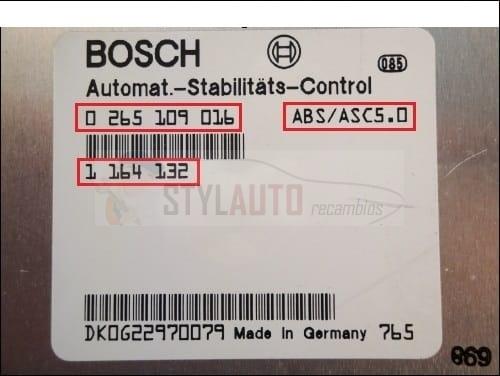 BOSCH
085
Automat.-Stabilitäts-Control
0 265 109 016 ABS/ASC5.0
1 164 132
STYLAUTO
recambios
DK0G22970079 Made in Germany 765
869